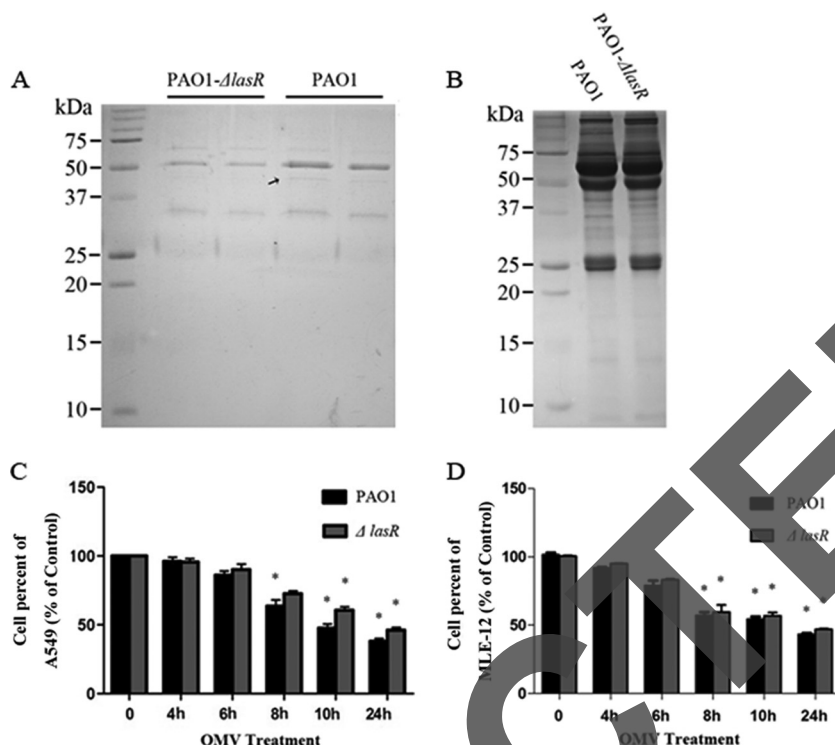 A
PAO1-ΔlasR PAO1
kDa
75
50
37
25
20
15
10
B
PAO1
PAO1-ΔlasR
kDa
75
50
37
25
20
15
10
C
Cell percent of
A549 (% of Control)
150
100
50
0
PAO1
Δ lasR
*
* *
* *
0 4h 6h 8h 10h 24h
OMV Treatment
D
Cell percent of
MLE-12 (% of Control)
150
100
50
0
PAO1
Δ lasR
* *
* *
* *
0 4h 6h 8h 10h 24h
OMV Treatment
CTE